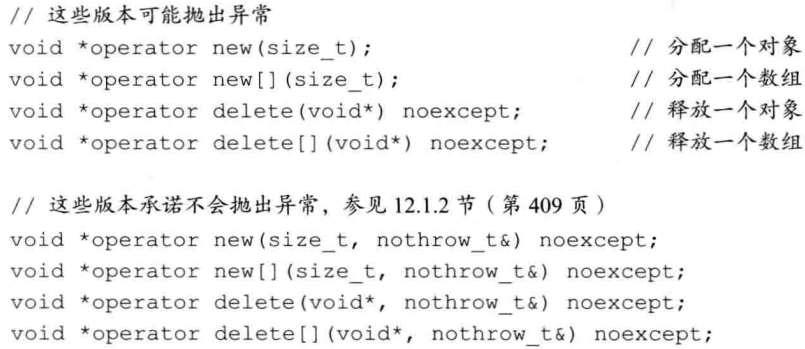 // 这些版本可能抛出异常
void *operator new(size_t); // 分配一个对象
void *operator new[](size_t); // 分配一个数组
void *operator delete(void*) noexcept; // 释放一个对象
void *operator delete[](void*) noexcept; // 释放一个数组
// 这些版本承诺不会抛出异常，参见 12.1.2 节（第 409 页）
void *operator new(size_t, nothrow_t&) noexcept;
void *operator new[](size_t, nothrow_t&) noexcept;
void *operator delete(void*, nothrow_t&) noexcept;
void *operator delete[](void*, nothrow_t&) noexcept;